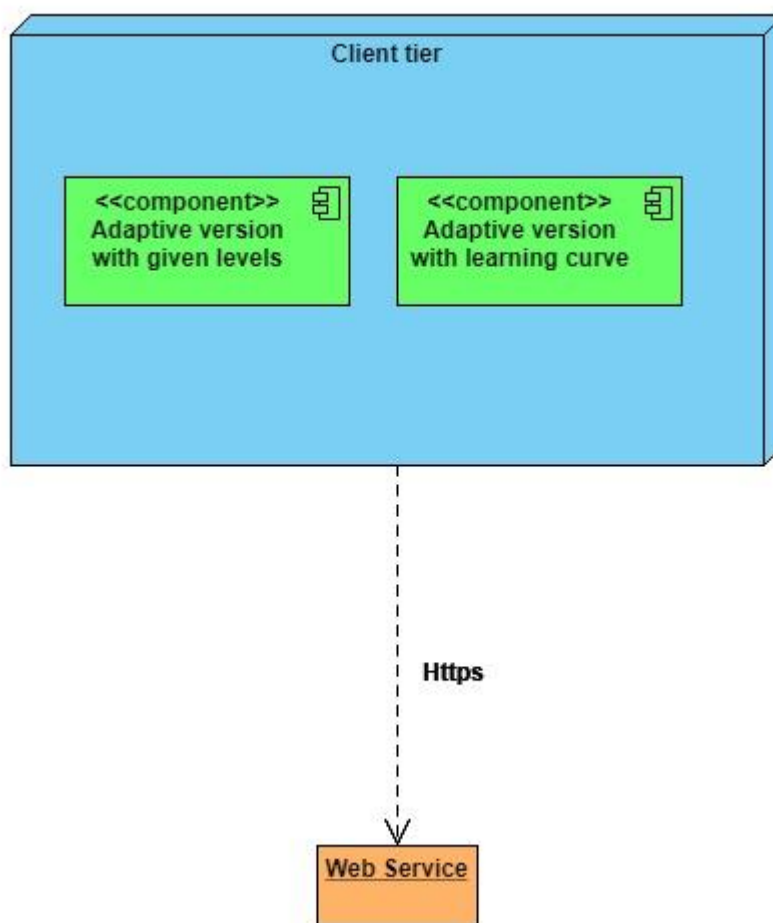 Client tier
<<component>>
Adaptive version
with given levels
<<component>>
Adaptive version
with learning curve
Https
Web Service